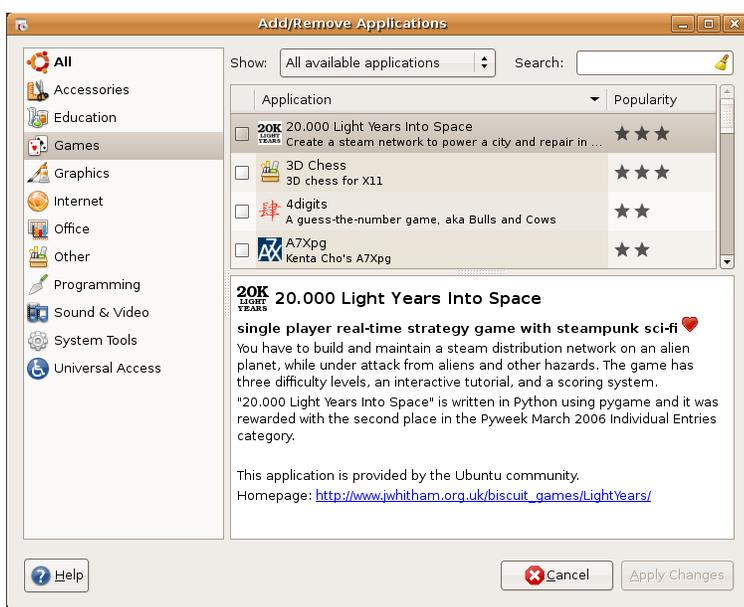 Add/Remove Applications
All
Accessories
Education
Games
Graphics
Internet
Office
Other
Programming
Sound & Video
System Tools
Universal Access
Show: All available applications Search:
Application Popularity
20K LIGHT YEARS
20.000 Light Years Into Space
Create a steam network to power a city and repair in ...
3D Chess
3D chess for X11
肆
4digits
A guess-the-number game, aka Bulls and Cows
A7X
A7Xpg
Kenta Cho's A7Xpg
20K LIGHT YEARS
20.000 Light Years Into Space
single player real-time strategy game with steampunk sci-fi
You have to build and maintain a steam distribution network on an alien
planet, while under attack from aliens and other hazards. The game has
three difficulty levels, an interactive tutorial, and a scoring system.
"20.000 Light Years Into Space" is written in Python using pygame and it was
rewarded with the second place in the Pyweek March 2006 Individual Entries
category.
This application is provided by the Ubuntu community.
Homepage: http://www.jwhitham.org.uk/biscuit_games/LightYears/
Help
Cancel
Apply Changes